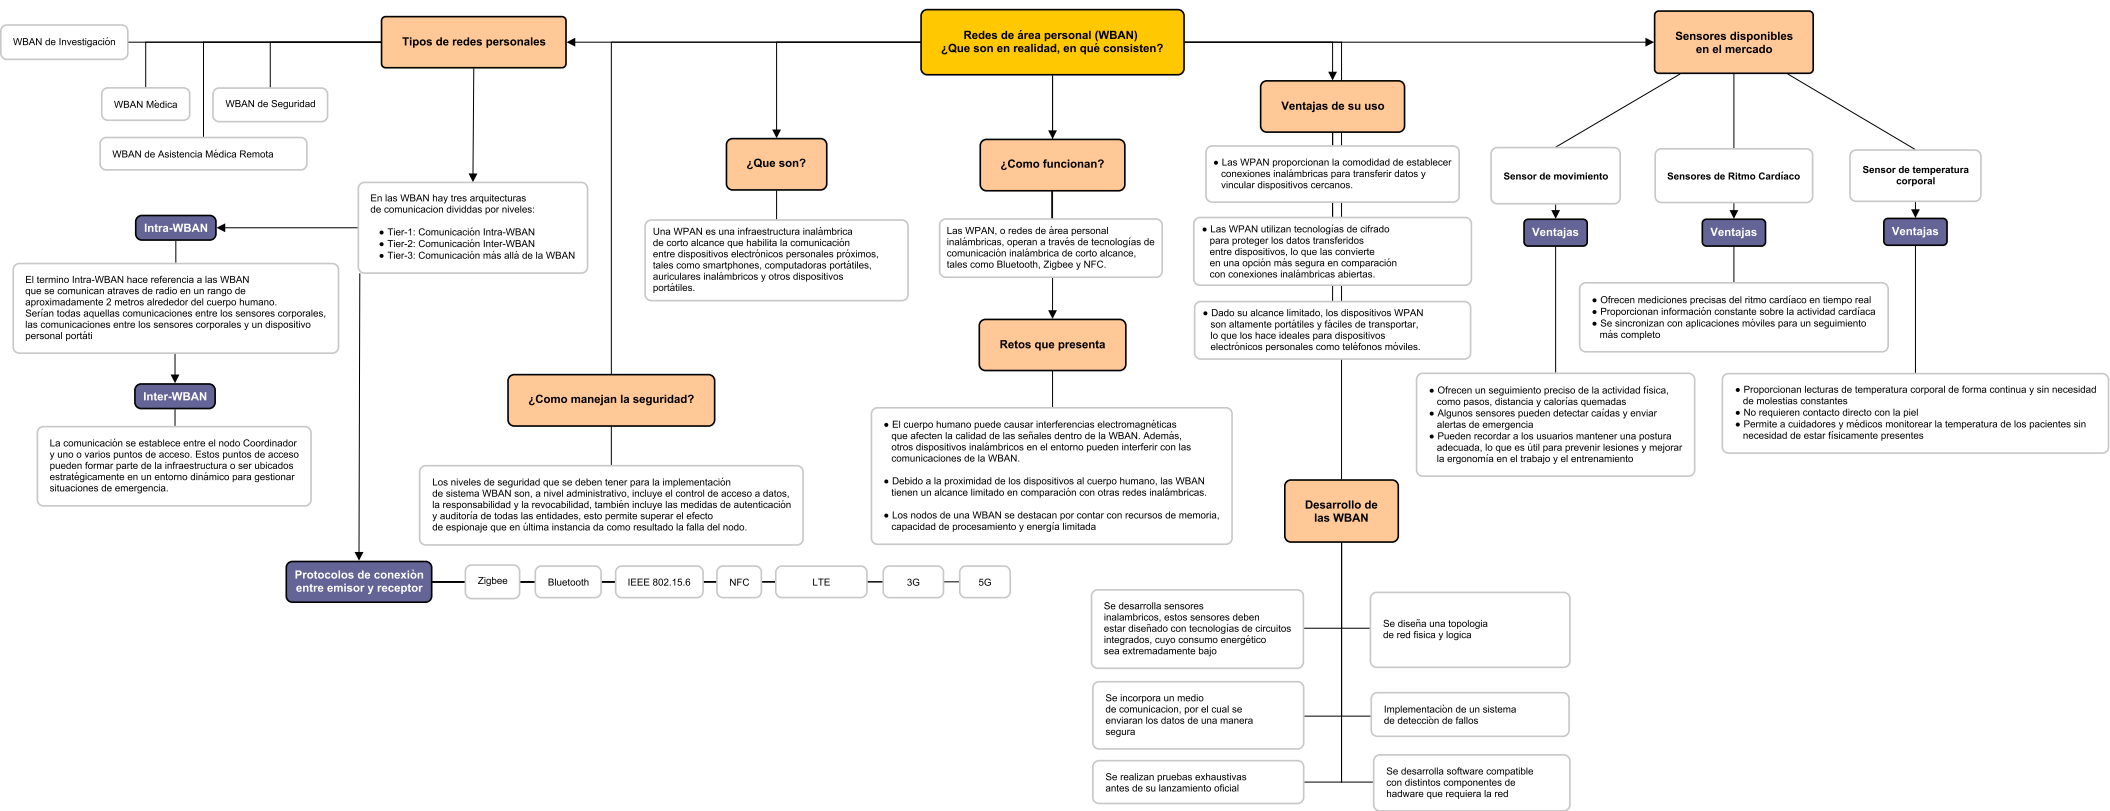 Redes de área personal (WBAN)
¿Que son en realidad, en qué consisten?
Tipos de redes personales
WBAN de Investigación
WBAN Mèdica
WBAN de Seguridad
WBAN de Asistencia Mèdica Remota
En las WBAN hay tres arquitecturas
de comunicacion divididas por niveles:
● Tier-1: Comunicación Intra-WBAN
● Tier-2: Comunicación Inter-WBAN
● Tier-3: Comunicación más allá de la WBAN
Intra-WBAN
El termino Intra-WBAN hace referencia a las WBAN
que se comunican atraves de radio en un rango de
aproximadamente 2 metros alrededor del cuerpo humano.
Serían todas aquellas comunicaciones entre los sensores corporales,
las comunicaciones entre los sensores corporales y un dispositivo
personal portáti
Inter-WBAN
La comunicación se establece entre el nodo Coordinador
y uno o varios puntos de acceso. Estos puntos de acceso
pueden formar parte de la infraestructura o ser ubicados
estratégicamente en un entorno dinámico para gestionar
situaciones de emergencia.
Protocolos de conexiòn
entre emisor y receptor
Zigbee
Bluetooth
IEEE 802.15.6
NFC
LTE
3G
5G
¿Como manejan la seguridad?
Los niveles de seguridad que se deben tener para la implementación
de sistema WBAN son, a nivel administrativo, incluye el control de acceso a datos,
la responsabilidad y la revocabilidad, también incluye las medidas de autenticación
y auditoría de todas las entidades, esto permite superar el efecto
de espionaje que en última instancia da como resultado la falla del nodo.
¿Que son?
Una WPAN es una infraestructura inalámbrica
de corto alcance que habilita la comunicación
entre dispositivos electrónicos personales próximos,
tales como smartphones, computadoras portátiles,
auriculares inalámbricos y otros dispositivos
portátiles.
¿Como funcionan?
Las WPAN, o redes de área personal
inalámbricas, operan a través de tecnologías de
comunicación inalámbrica de corto alcance,
tales como Bluetooth, Zigbee y NFC.
Retos que presenta
● El cuerpo humano puede causar interferencias electromagnéticas
que afecten la calidad de las señales dentro de la WBAN. Además,
otros dispositivos inalámbricos en el entorno pueden interferir con las
comunicaciones de la WBAN.
● Debido a la proximidad de los dispositivos al cuerpo humano, las WBAN
tienen un alcance limitado en comparación con otras redes inalámbricas.
● Los nodos de una WBAN se destacan por contar con recursos de memoria,
capacidad de procesamiento y energía limitada
Ventajas de su uso
● Las WPAN proporcionan la comodidad de establecer
conexiones inalámbricas para transferir datos y
vincular dispositivos cercanos.
● Las WPAN utilizan tecnologías de cifrado
para proteger los datos transferidos
entre dispositivos, lo que las convierte
en una opción más segura en comparación
con conexiones inalámbricas abiertas.
● Dado su alcance limitado, los dispositivos WPAN
son altamente portátiles y fáciles de transportar,
lo que los hace ideales para dispositivos
electrónicos personales como teléfonos móviles.
Desarrollo de
las WBAN
Se desarrolla sensores
inalambricos, estos sensores deben
estar diseñado con tecnologías de circuitos
integrados, cuyo consumo energético
sea extremadamente bajo
Se diseña una topologia
de red fisica y logica
Se incorpora un medio
de comunicacion, por el cual se
enviaran los datos de una manera
segura
Implementaciòn de un sistema
de detecciòn de fallos
Se realizan pruebas exhaustivas
antes de su lanzamiento oficial
Se desarrolla software compatible
con distintos componentes de
hadware que requiera la red
Sensores disponibles
en el mercado
Sensor de movimiento
Ventajas
● Ofrecen un seguimiento preciso de la actividad física,
como pasos, distancia y calorías quemadas
● Algunos sensores pueden detectar caídas y enviar
alertas de emergencia
● Pueden recordar a los usuarios mantener una postura
adecuada, lo que es útil para prevenir lesiones y mejorar
la ergonomía en el trabajo y el entrenamiento
Sensores de Ritmo Cardíaco
Ventajas
● Ofrecen mediciones precisas del ritmo cardíaco en tiempo real
● Proporcionan información constante sobre la actividad cardíaca
● Se sincronizan con aplicaciones móviles para un seguimiento
más completo
Sensor de temperatura
corporal
Ventajas
● Proporcionan lecturas de temperatura corporal de forma continua y sin necesidad
de molestias constantes
● No requieren contacto directo con la piel
● Permite a cuidadores y médicos monitorear la temperatura de los pacientes sin
necesidad de estar físicamente presentes